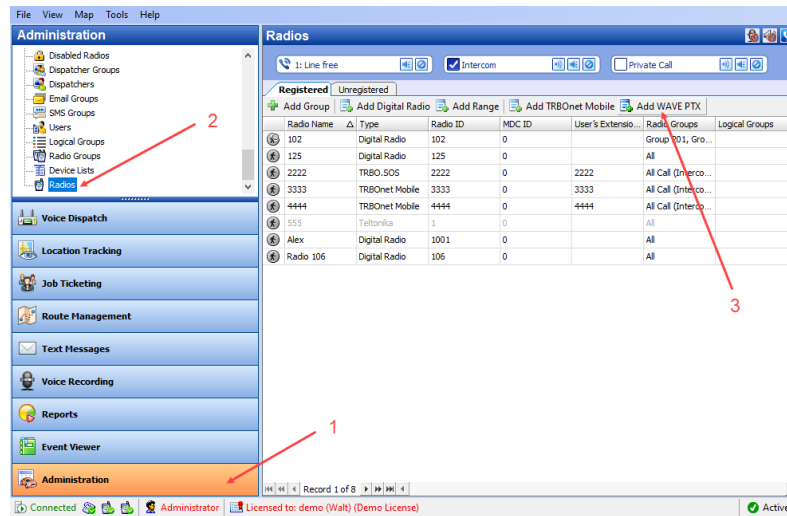 File View Map Tools Help
Administration
Disabled Radios
Dispatcher Groups
Dispatchers
Email Groups
SMS Groups
Users
Logical Groups
Radio Groups
Device Lists
Radios
2
Voice Dispatch
Location Tracking
Job Ticketing
Route Management
Text Messages
Voice Recording
Reports
Event Viewer
Administration
1
Radios
1: Line free Intercom Private Call
Registered Unregistered
Add Group Add Digital Radio Add Range Add TRBOnet Mobile Add WAVE PTX
Radio Name Type Radio ID MDC ID User's Extensio... Radio Groups Logical Groups
102 Digital Radio 102 0 Group 201, Gro...
125 Digital Radio 125 0 All
2222 TRBO.SOS 2222 0 2222 All Call (Interco...
3333 TRBOnet Mobile 3333 0 3333 All Call (Interco...
4444 TRBOnet Mobile 4444 0 4444 All Call (Interco...
555 Teltonika 1 0 All
Alex Digital Radio 1001 0 All
Radio 106 Digital Radio 106 0 All
3
Record 1 of 8
Connected Administrator Licensed to: demo (Walt) (Demo License) Active